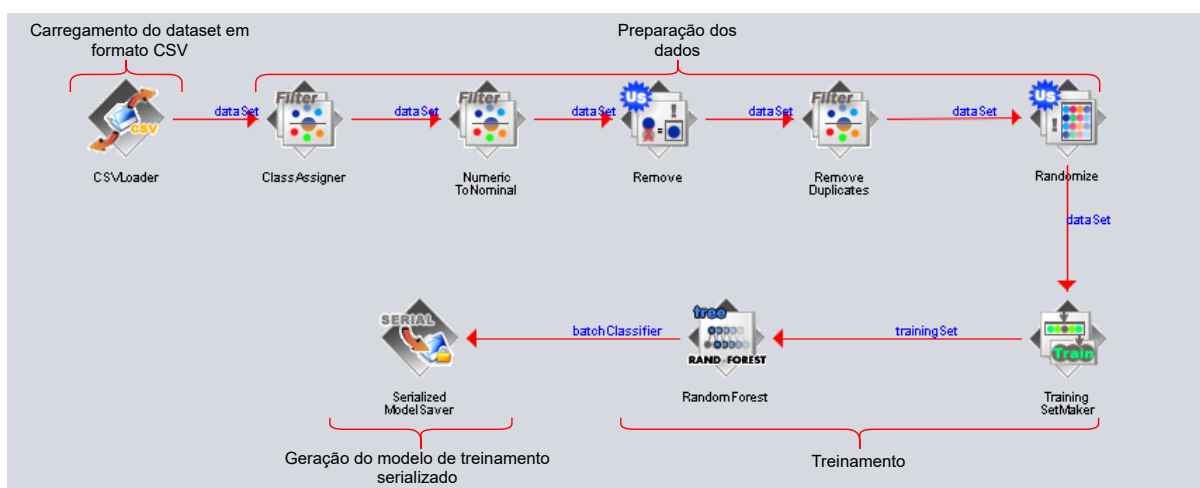 Carregamento do dataset em
formato CSV
Preparação dos
dados
CSV
Filter
Filter
US
Filter
US
dataSet
dataSet
dataSet
dataSet
dataSet
CSVLoader
ClassAssigner
Numeric
ToNominal
Remove
Remove
Duplicates
Randomize
dataSet
SERIAL
batchClassifier
tree
RAND-FOREST
trainingSet
Train
Serialized
ModelSaver
RandomForest
Training
SetMaker
Geração do modelo de treinamento
serializado
Treinamento